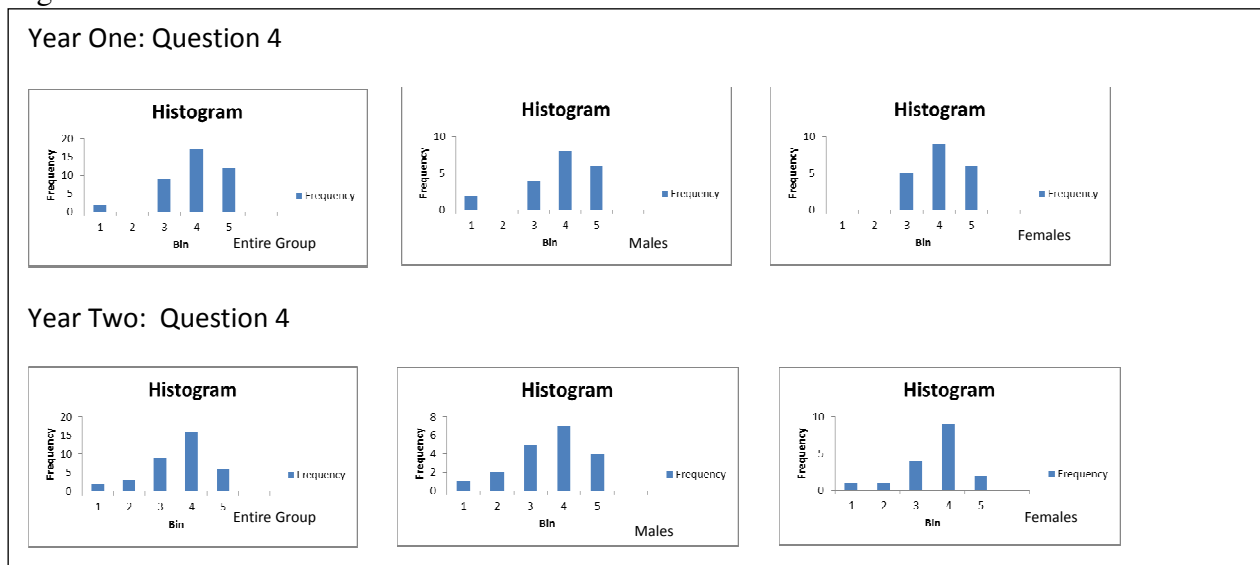 Year One: Question 4
Histogram
Frequency
20
15
10
5
0
1 2 3 4 5
Bin
Entire Group
Frequency
Histogram
Frequency
10
5
0
1 2 3 4 5
Bin
Males
Frequency
Histogram
Frequency
10
5
0
1 2 3 4 5
Bin
Females
Frequency
Year Two: Question 4
Histogram
Frequency
20
15
10
5
0
1 2 3 4 5
Bin
Entire Group
Frequency
Histogram
Frequency
8
6
4
2
0
1 2 3 4 5
Bin
Males
Frequency
Histogram
Frequency
10
5
0
1 2 3 4 5
Bin
Females
Frequency